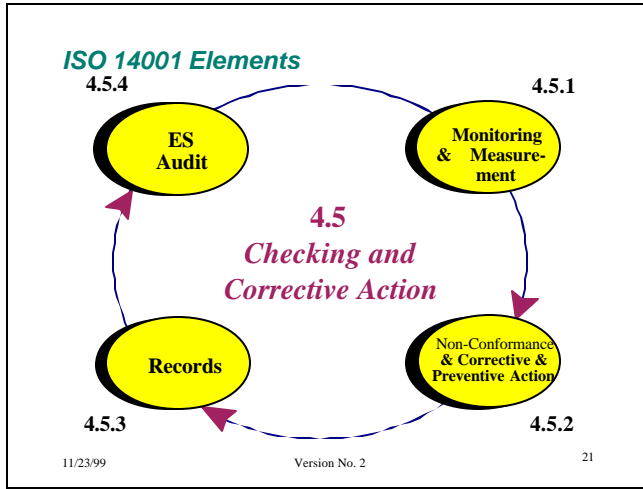 ISO 14001 Elements
4.5.4
4.5.1
ES
Audit
Monitoring
& Measure-
ment
4.5
Checking and
Corrective Action
Records
Non-Conformance
& Corrective &
Preventive Action
4.5.3
4.5.2
11/23/99
Version No. 2
21